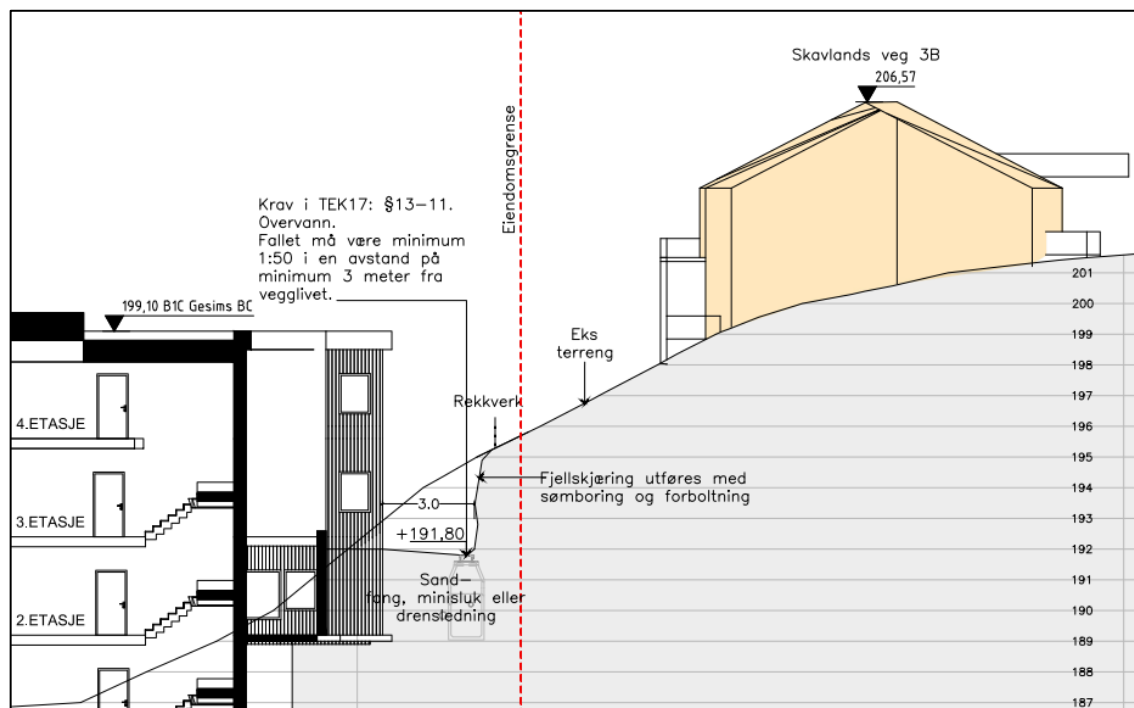 Skavlands veg 3B
206,57
Eiendomsgrense
Krav i TEK17: §13-11.
Overvann.
Fallet må være minimum
1:50 i en avstand på
minimum 3 meter fra
vegglivet.
199,10 B1C Gesims BC
Eks
terreng
Rekkverk
4.ETASJE
3.ETASJE
2.ETASJE
Fjellskjæring utføres med
sømboring og forboltning
3.0
+191,80
Sand-
fang, minisluk eller
drensledning
201
200
199
198
197
196
195
194
193
192
191
190
189
188
187